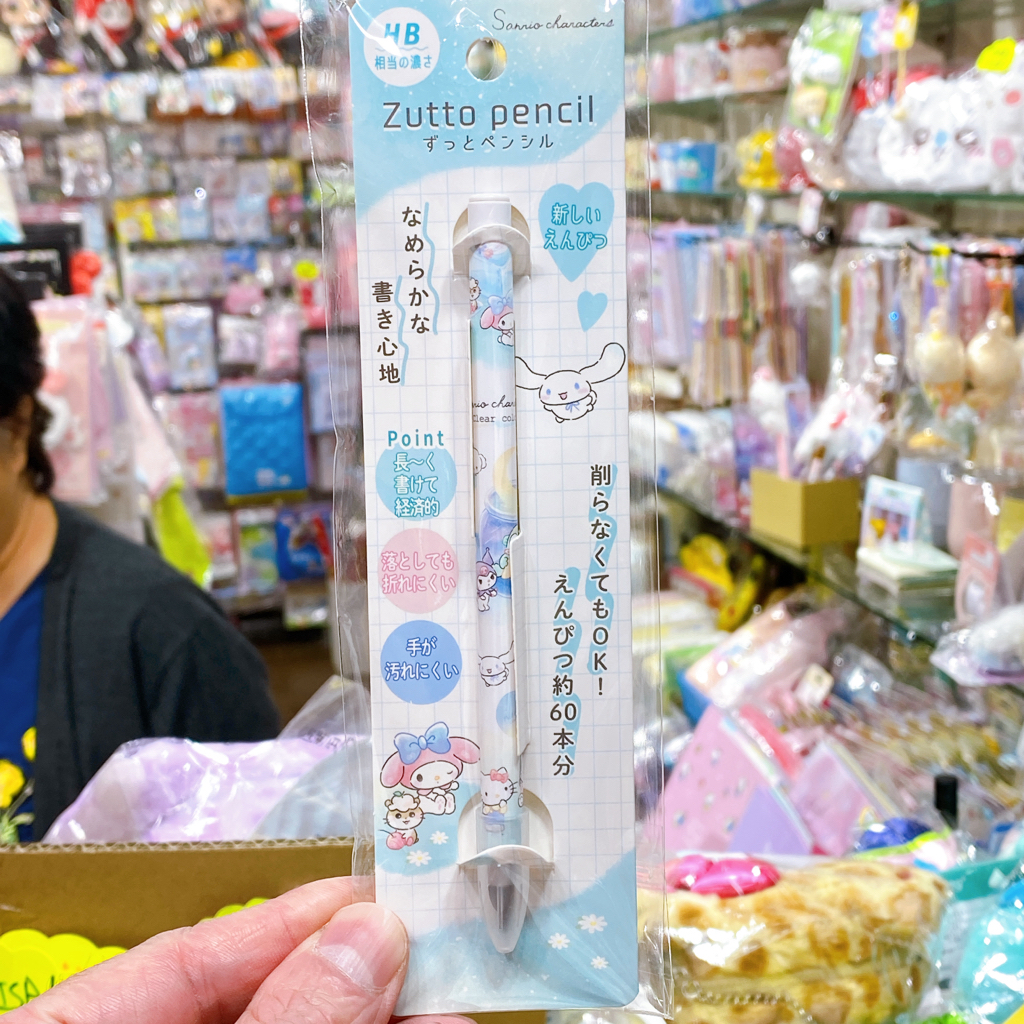 HB
相当の濃さ
Sanrio characters
Zutto pencil
ずっとペンシル
新しい
えんぴつ
なめらかな
書き心地
Point
長〜く
書けて
経済的
落としても
折れにくい
手が
汚れにくい
削らなくてもOK!
えんぴつ約60本分